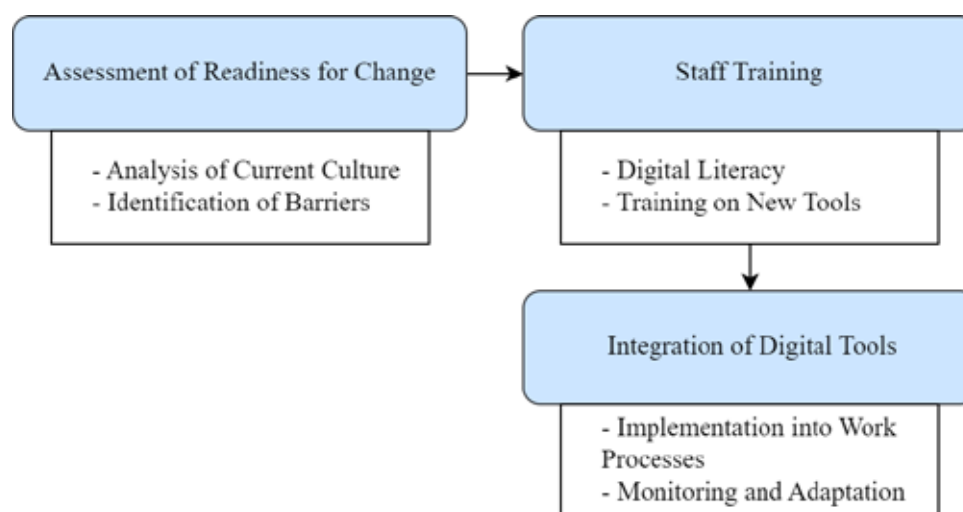 Assessment of Readiness for Change
- Analysis of Current Culture
- Identification of Barriers
Staff Training
- Digital Literacy
- Training on New Tools
Integration of Digital Tools
- Implementation into Work
Processes
- Monitoring and Adaptation